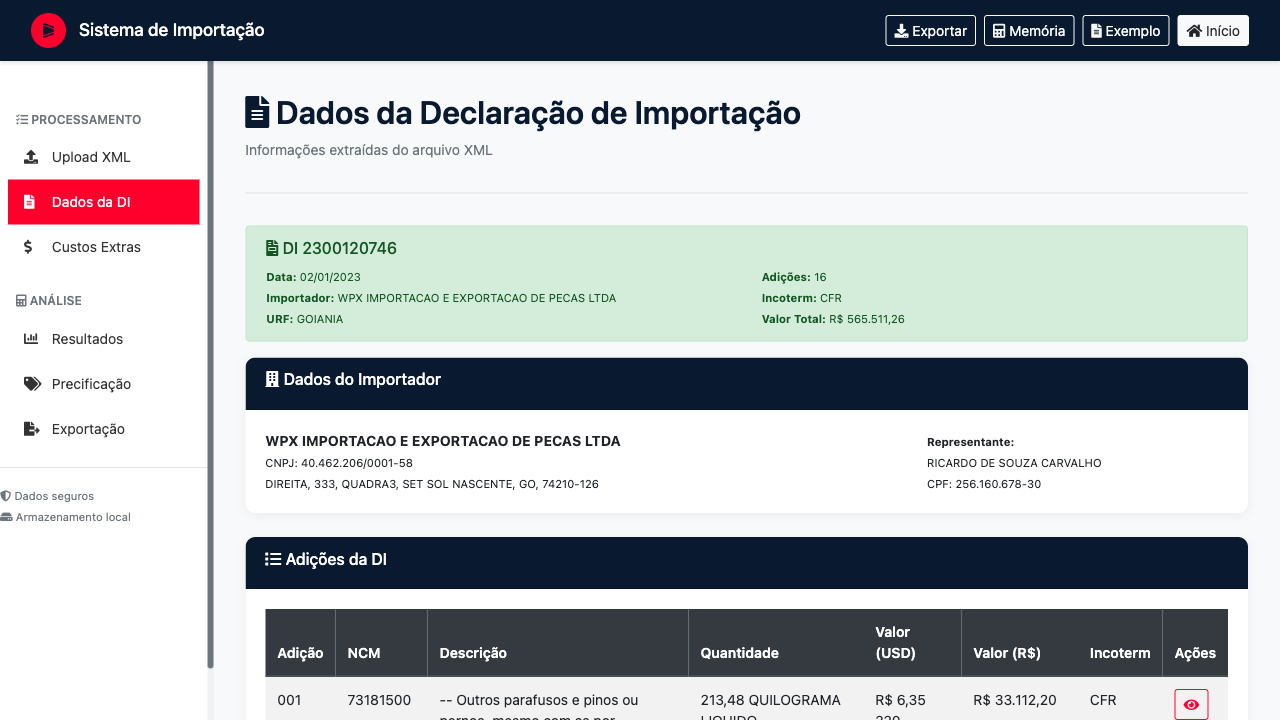 Sistema de Importação
Exportar
Memória
Exemplo
Início
PROCESSAMENTO
Upload XML
Dados da DI
Custos Extras
ANÁLISE
Resultados
Precificação
Exportação
Dados seguros
Armazenamento local
Dados da Declaração de Importação
Informações extraídas do arquivo XML
DI 2300120746
Data: 02/01/2023
Importador: WPX IMPORTACAO E EXPORTACAO DE PECAS LTDA
URF: GOIANIA
Adições: 16
Incoterm: CFR
Valor Total: R$ 565.511,26
Dados do Importador
WPX IMPORTACAO E EXPORTACAO DE PECAS LTDA
CNPJ: 40.462.206/0001-58
DIREITA, 333, QUADRA3, SET SOL NASCENTE, GO, 74210-126
Representante:
RICARDO DE SOUZA CARVALHO
CPF: 256.160.678-30
Adições da DI
Adição NCM Descrição Quantidade Valor (USD) Valor (R$) Incoterm Ações
001 73181500 -- Outros parafusos e pinos ou 213,48 QUILOGRAMA R$ 6,35 R$ 33.112,20 CFR